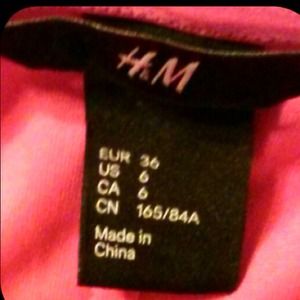 H&M
EUR 36
US 6
CA 6
CN 165/84A
Made in
China